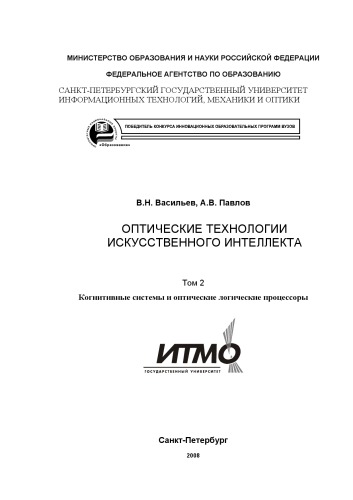 МИНИСТЕРСТВО ОБРАЗОВАНИЯ И НАУКИ РОССИЙСКОЙ ФЕДЕРАЦИИ
ФЕДЕРАЛЬНОЕ АГЕНТСТВО ПО ОБРАЗОВАНИЮ
САНКТ-ПЕТЕРБУРГСКИЙ ГОСУДАРСТВЕННЫЙ УНИВЕРСИТЕТ
ИНФОРМАЦИОННЫХ ТЕХНОЛОГИЙ, МЕХАНИКИ И ОПТИКИ
ПОБЕДИТЕЛЬ КОНКУРСА ИННОВАЦИОННЫХ ОБРАЗОВАТЕЛЬНЫХ ПРОГРАММ ВУЗОВ
«Образование»
В.Н. Васильев, А.В. Павлов
ОПТИЧЕСКИЕ ТЕХНОЛОГИИ
ИСКУССТВЕННОГО ИНТЕЛЛЕКТА
Том 2
Когнитивные системы и оптические логические процессоры
ИТМО
ГОСУДАРСТВЕННЫЙ УНИВЕРСИТЕТ
Санкт-Петербург
2008